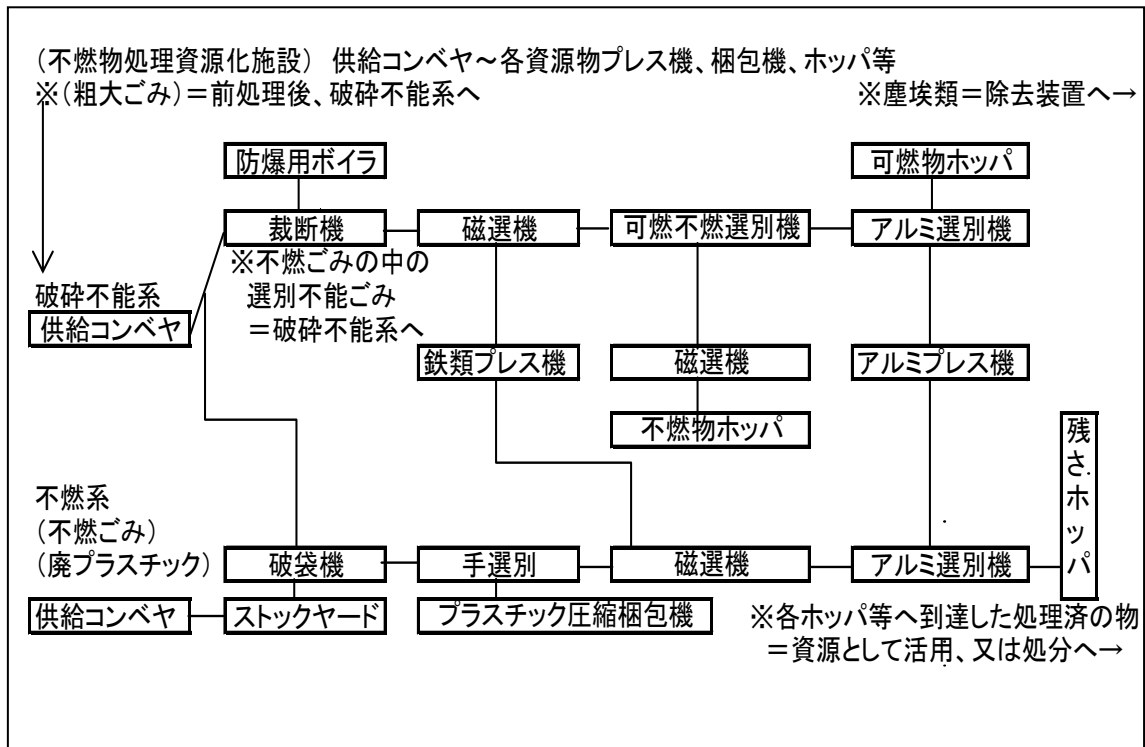 (不燃物処理資源化施設) 供給コンベヤ～各資源物プレス機、梱包機、ホッパ等
※(粗大ごみ)＝前処理後、破砕不能系へ
※塵埃類＝除去装置へ→
防爆用ボイラ
可燃物ホッパ
裁断機
磁選機
可燃不燃選別機
アルミ選別機
※不燃ごみの中の
選別不能ごみ
＝破砕不能系へ
破砕不能系
供給コンベヤ
鉄類プレス機
磁選機
アルミプレス機
不燃物ホッパ
残さホッパ
不燃系
(不燃ごみ)
(廃プラスチック)
破袋機
手選別
磁選機
アルミ選別機
供給コンベヤ
ストックヤード
プラスチック圧縮梱包機
※各ホッパ等へ到達した処理済の物
＝資源として活用、又は処分へ→